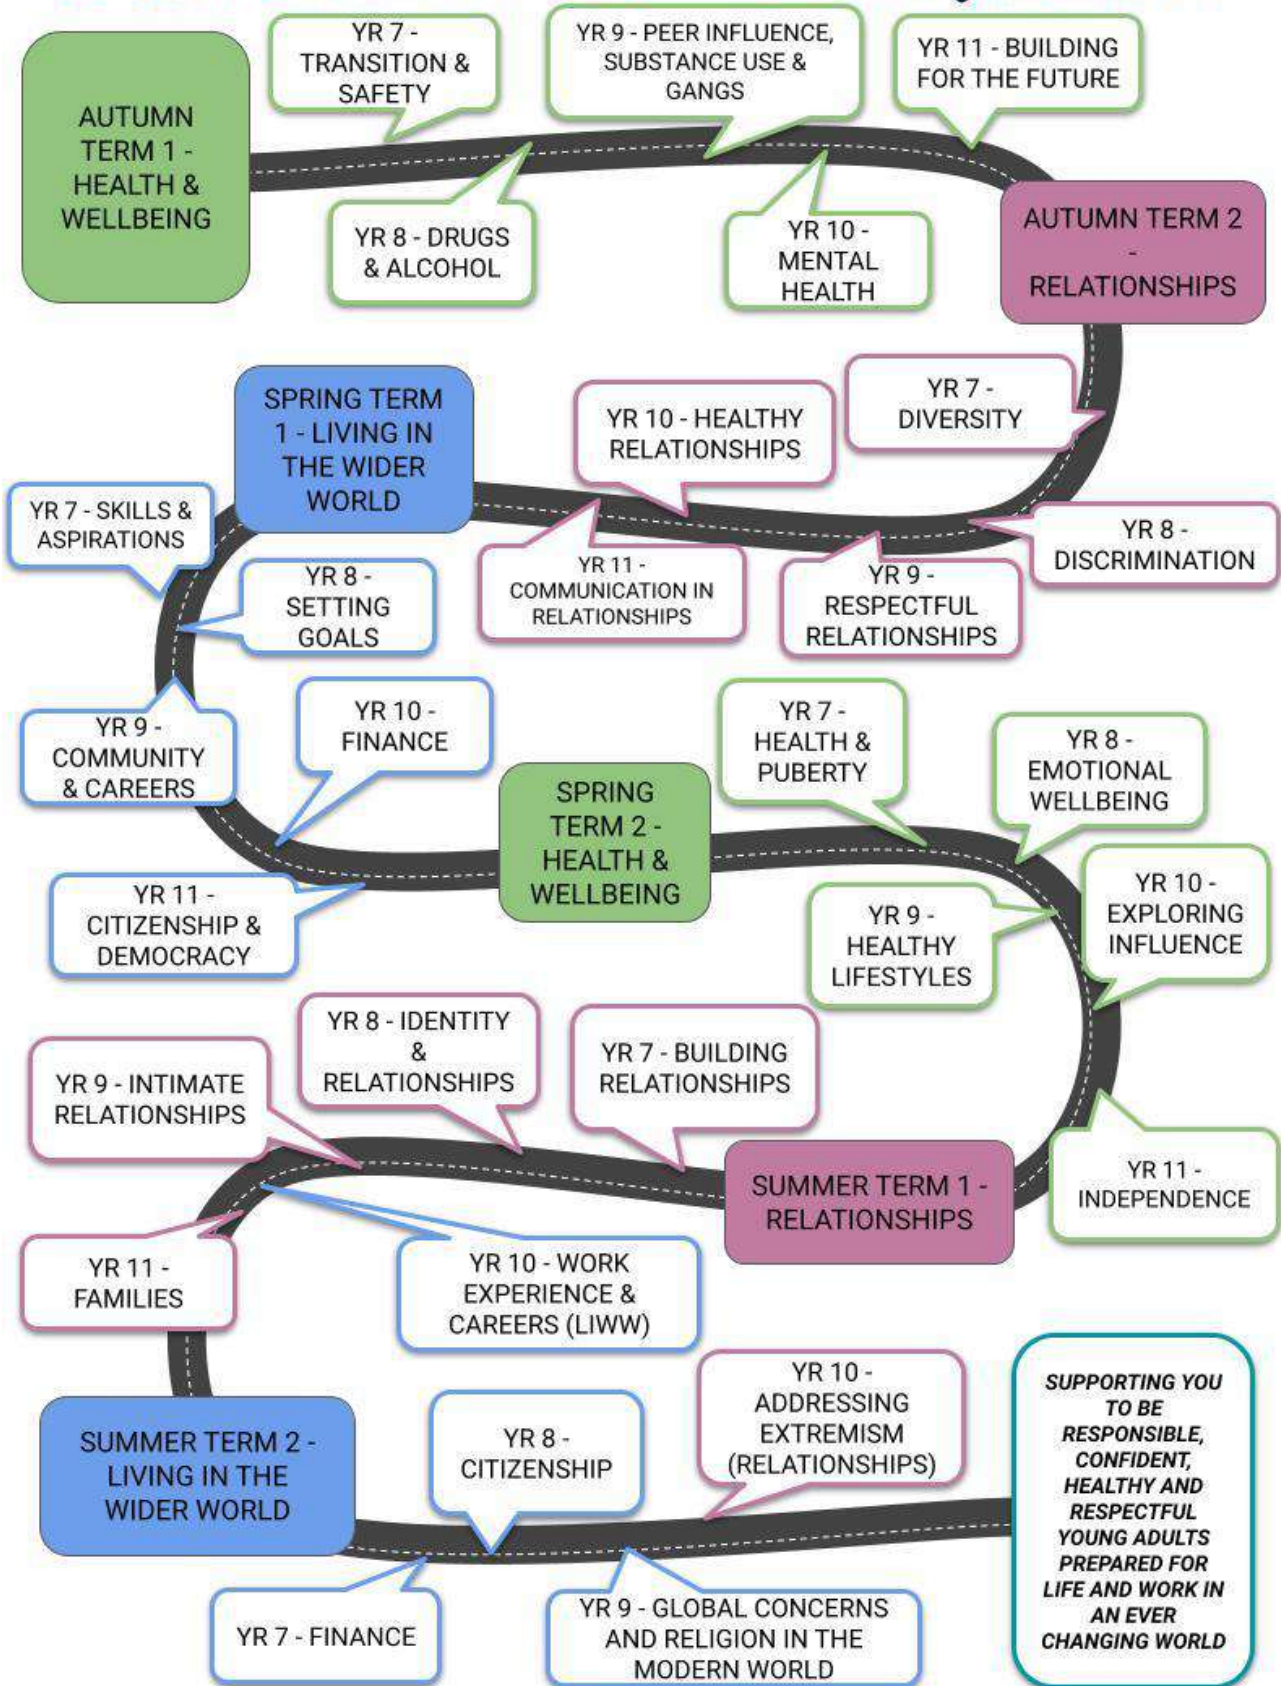 AUTUMN
TERM 1 -
HEALTH &
WELLBEING
YR 7 -
TRANSITION &
SAFETY
YR 9 - PEER INFLUENCE,
SUBSTANCE USE &
GANGS
YR 11 - BUILDING
FOR THE FUTURE
YR 8 - DRUGS
& ALCOHOL
YR 10 -
MENTAL
HEALTH
AUTUMN TERM 2
-
RELATIONSHIPS
YR 7 -
DIVERSITY
YR 8 -
DISCRIMINATION
YR 9 -
RESPECTFUL
RELATIONSHIPS
YR 10 - HEALTHY
RELATIONSHIPS
YR 11 -
COMMUNICATION IN
RELATIONSHIPS
SPRING TERM
1 - LIVING IN
THE WIDER
WORLD
YR 7 - SKILLS &
ASPIRATIONS
YR 8 -
SETTING
GOALS
YR 9 -
COMMUNITY
& CAREERS
YR 10 -
FINANCE
YR 11 -
CITIZENSHIP &
DEMOCRACY
SPRING
TERM 2 -
HEALTH &
WELLBEING
YR 7 -
HEALTH &
PUBERTY
YR 8 -
EMOTIONAL
WELLBEING
YR 9 -
HEALTHY
LIFESTYLES
YR 10 -
EXPLORING
INFLUENCE
YR 11 -
INDEPENDENCE
SUMMER TERM 1 -
RELATIONSHIPS
YR 7 - BUILDING
RELATIONSHIPS
YR 8 - IDENTITY
&
RELATIONSHIPS
YR 9 - INTIMATE
RELATIONSHIPS
YR 10 - WORK
EXPERIENCE &
CAREERS (LIWW)
YR 11 -
FAMILIES
SUMMER TERM 2 -
LIVING IN THE
WIDER WORLD
YR 7 - FINANCE
YR 8 -
CITIZENSHIP
YR 9 - GLOBAL CONCERNS
AND RELIGION IN THE
MODERN WORLD
YR 10 -
ADDRESSING
EXTREMISM
(RELATIONSHIPS)
SUPPORTING YOU
TO BE
RESPONSIBLE,
CONFIDENT,
HEALTHY AND
RESPECTFUL
YOUNG ADULTS
PREPARED FOR
LIFE AND WORK IN
AN EVER
CHANGING WORLD